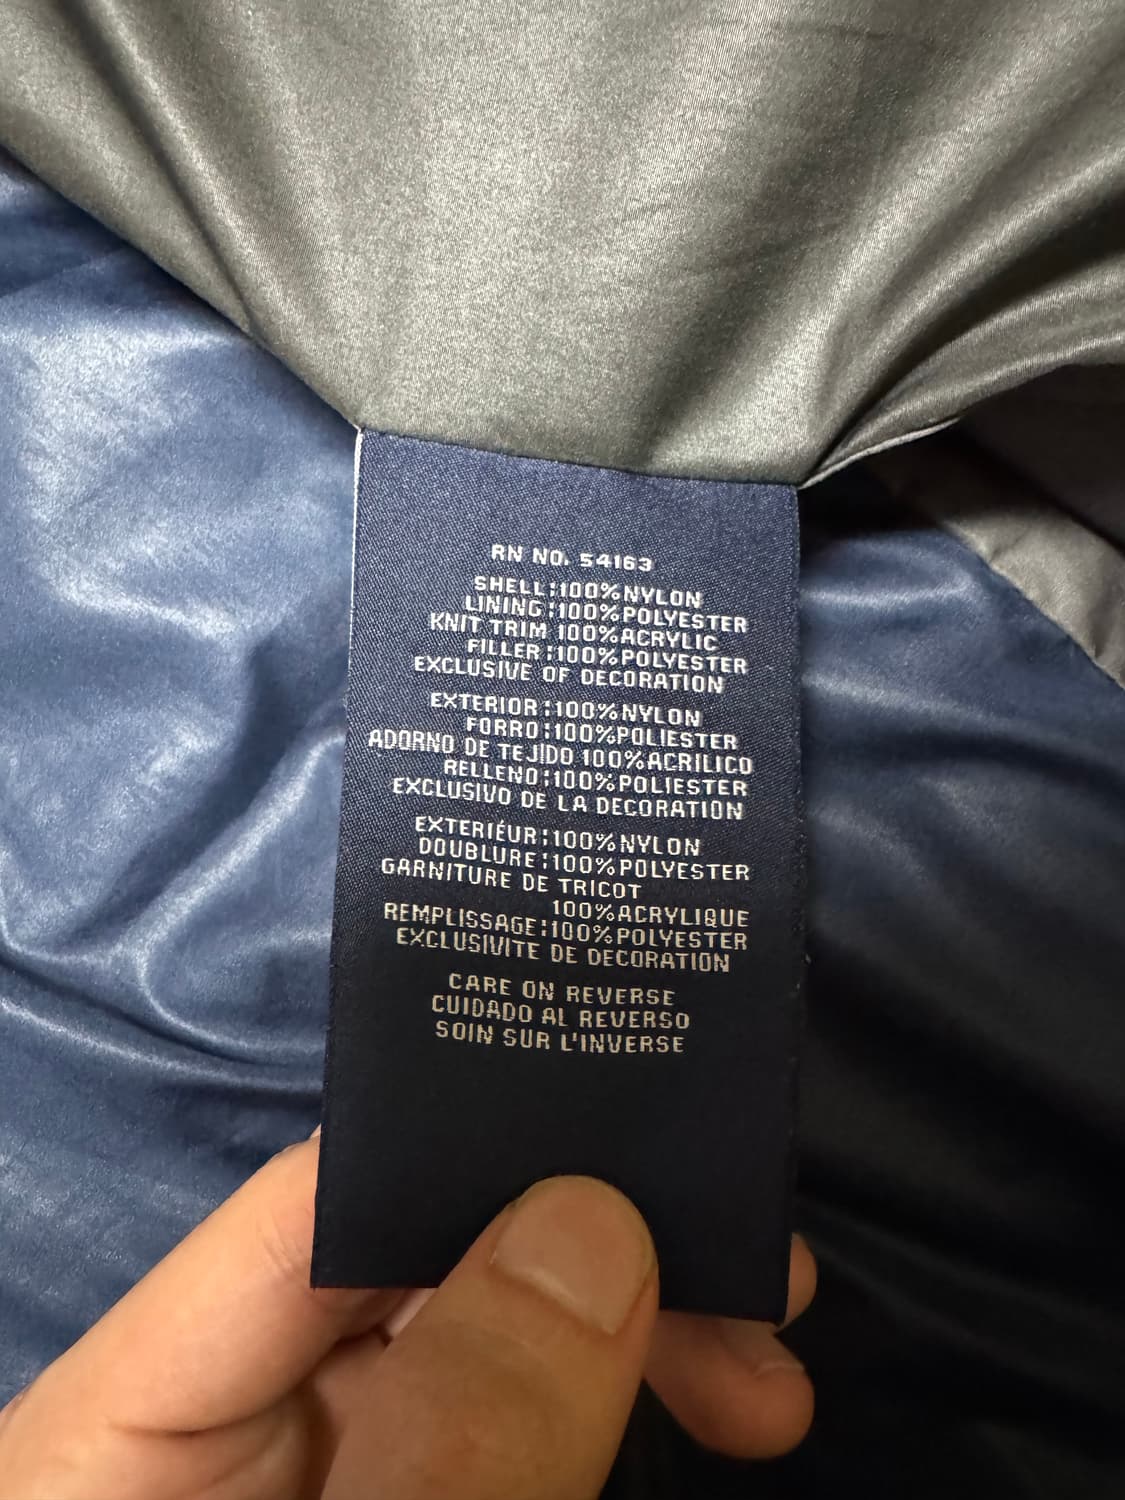 RN NO. 54163
SHELL:100%NYLON
LINING:100%POLYESTER
KNIT TRIM 100%ACRYLIC
FILLER:100%POLYESTER
EXCLUSIVE OF DECORATION
EXTERIOR:100%NYLON
FORRO:100%POLIESTER
ADORNO DE TEJIDO 100%ACRILICO
RELLENO:100%POLIESTER
EXCLUSIVO DE LA DECORATION
EXTERIÉUR:100%NYLON
DOUBLURE:100%POLYESTER
GARNITURE DE TRICOT
100%ACRYLIQUE
REMPLISSAGE:100%POLYESTER
EXCLUSIVITE DE DECORATION
CARE ON REVERSE
CUIDADO AL REVERSO
SOIN SUR L'INVERSE